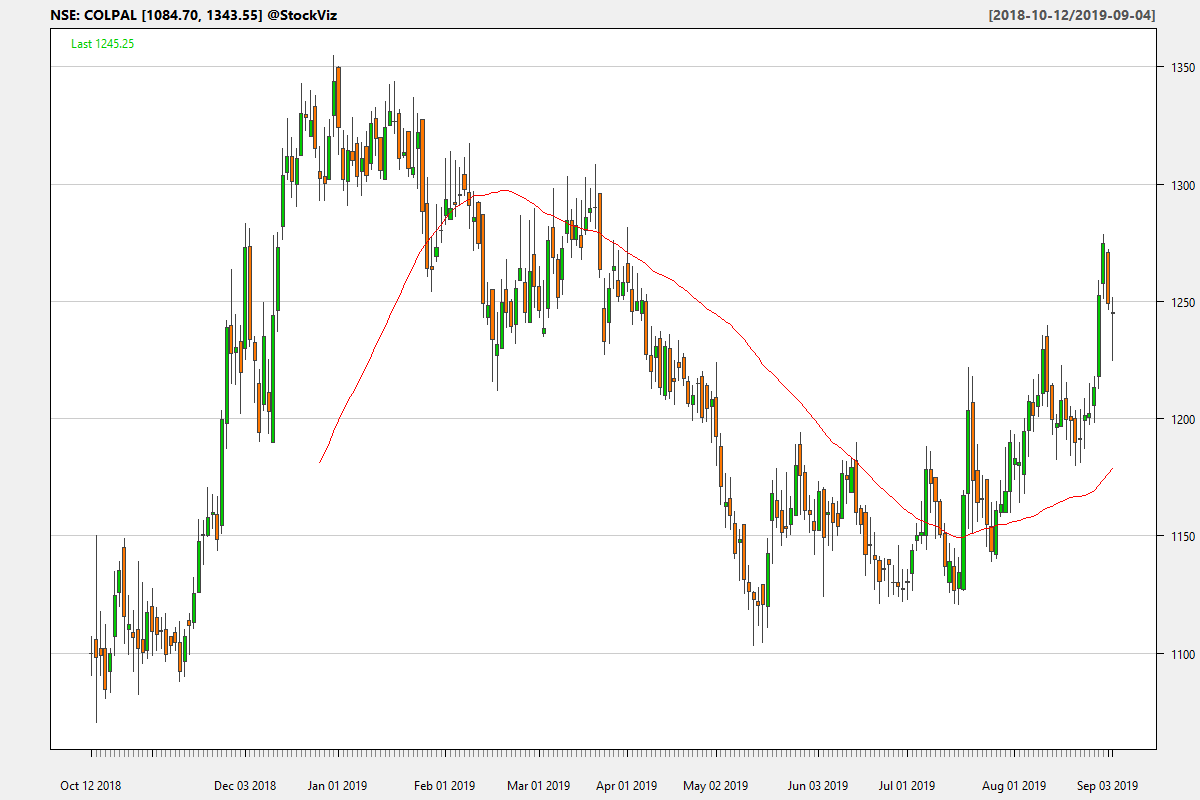 NSE: COLPAL [1084.70, 1343.55] @StockViz
[2018-10-12/2019-09-04]
Last 1245.25
1350
1300
1250
1200
1150
1100
Oct 12 2018
Dec 03 2018
Jan 01 2019
Feb 01 2019
Mar 01 2019
Apr 01 2019
May 02 2019
Jun 03 2019
Jul 01 2019
Aug 01 2019
Sep 03 2019